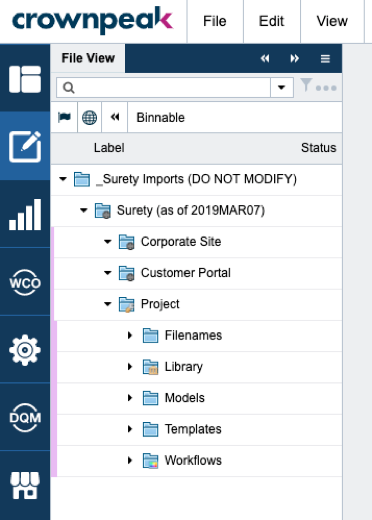 crownpeak File Edit View
File View
Binnable
Label Status
_Surety Imports (DO NOT MODIFY)
Surety (as of 2019MAR07)
Corporate Site
Customer Portal
WCO
Project
Filenames
Library
Models
DQM
Templates
Workflows